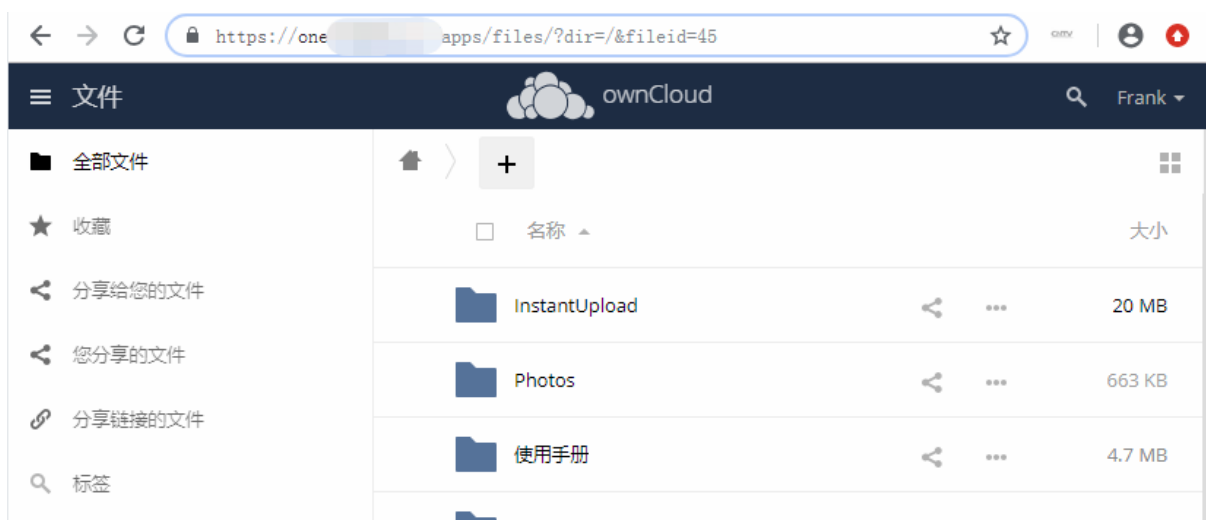 https://one
apps/files/?dir=/&fileid=45
文件
ownCloud
Frank
全部文件
收藏
分享给您的文件
您分享的文件
分享链接的文件
标签
名称
大小
InstantUpload
20 MB
Photos
663 KB
使用手册
4.7 MB